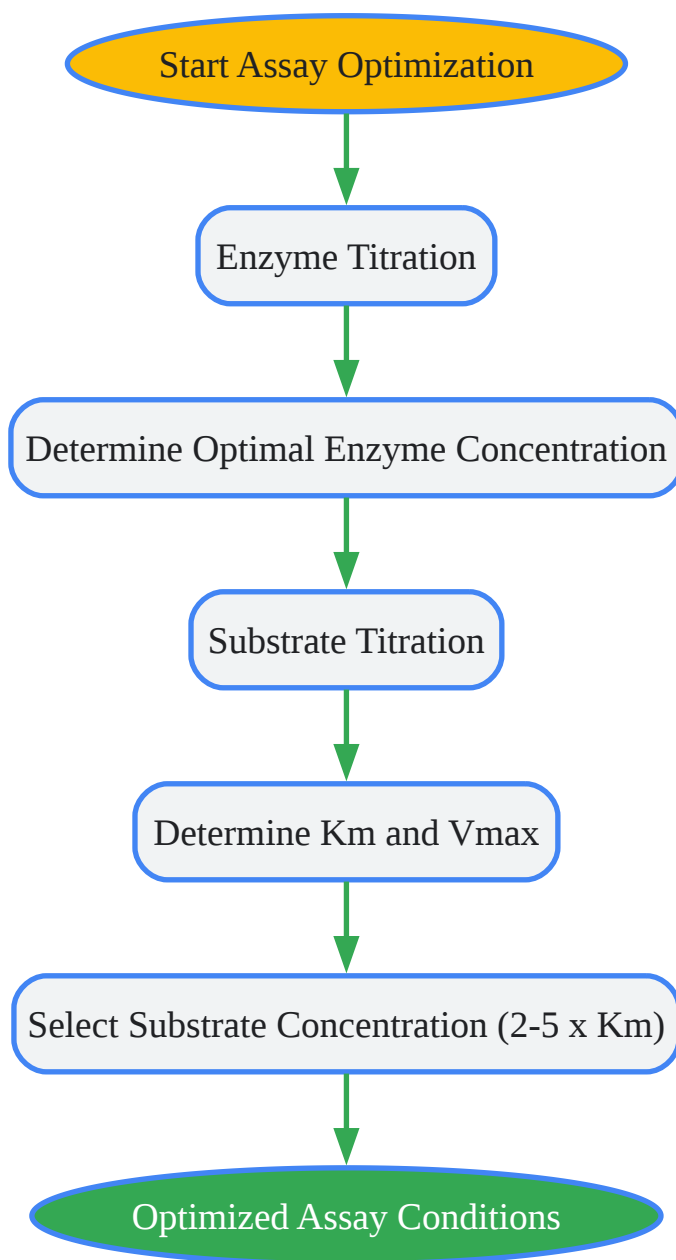 Start Assay Optimization
Enzyme Titration
Determine Optimal Enzyme Concentration
Substrate Titration
Determine Km and Vmax
Select Substrate Concentration (2-5 x Km)
Optimized Assay Conditions